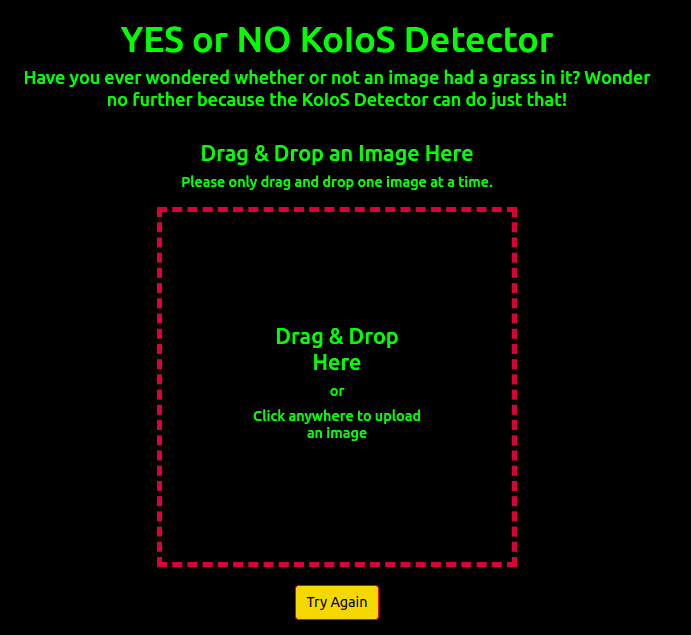 YES or NO KoIoS Detector
Have you ever wondered whether or not an image had a grass in it? Wonder
no further because the KoIoS Detector can do just that!
Drag & Drop an Image Here
Please only drag and drop one image at a time.
Drag & Drop
Here
or
Click anywhere to upload
an image
Try Again